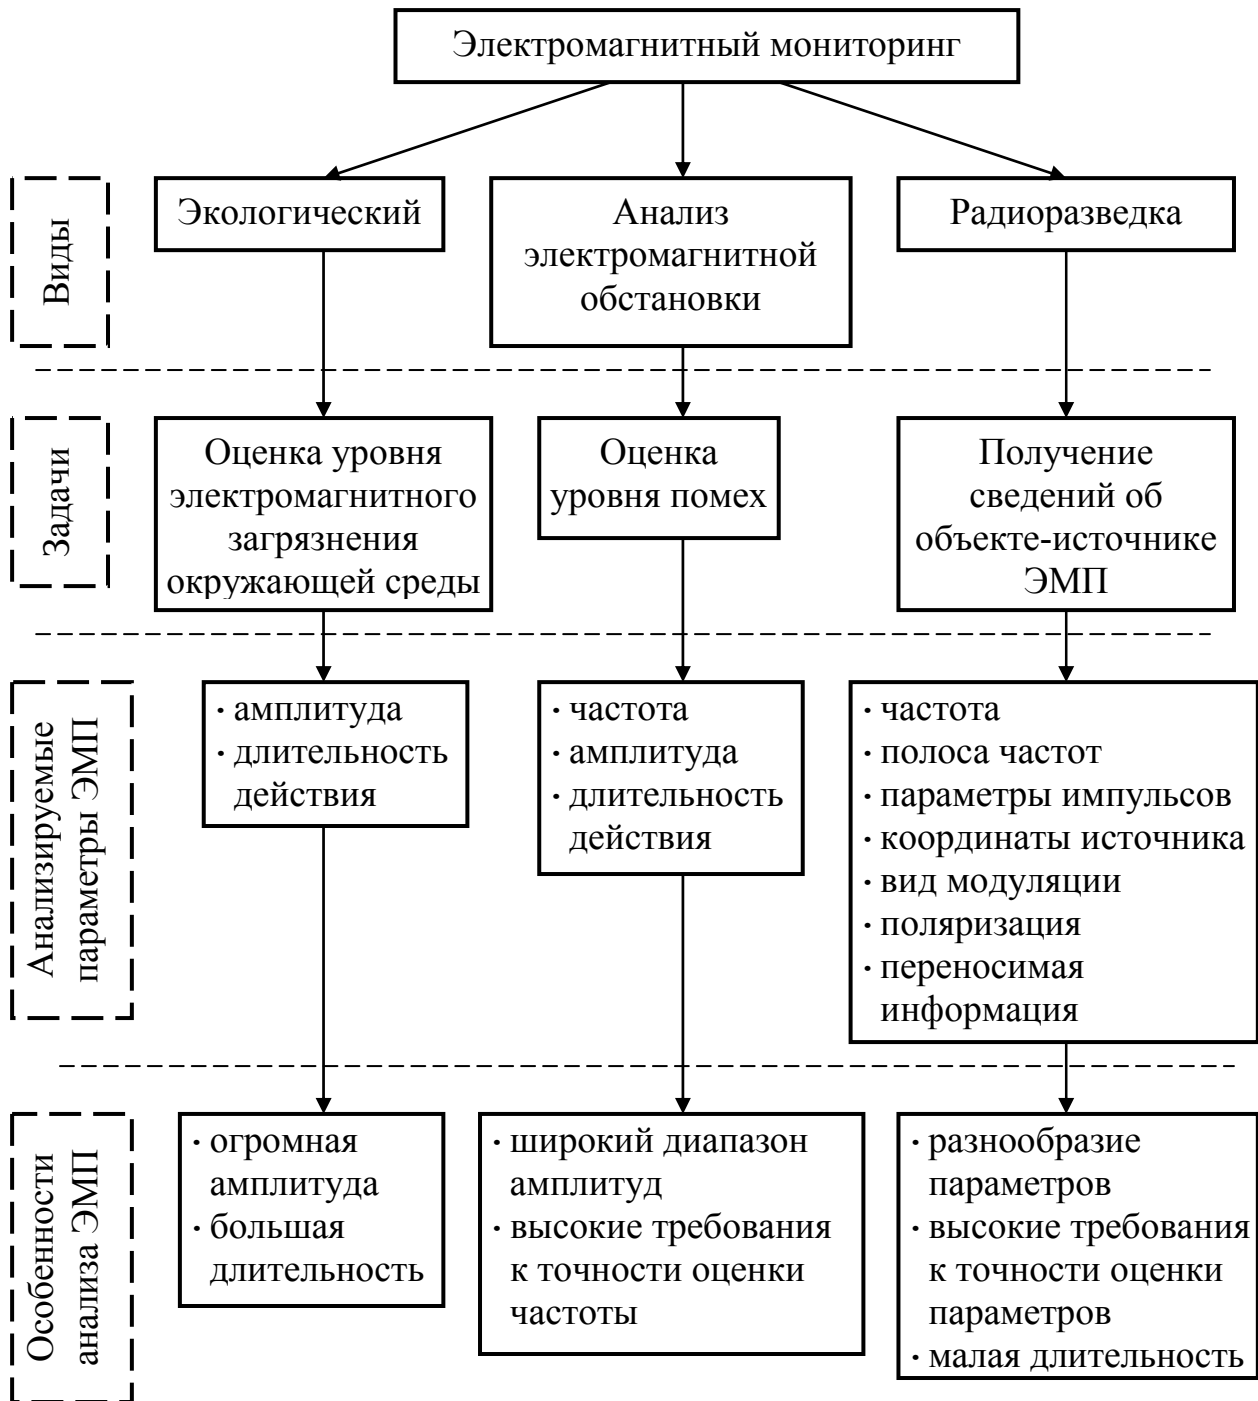 Электромагнитный мониторинг
Виды
Экологический
Анализ
электромагнитной
обстановки
Радиоразведка
Задачи
Оценка уровня
электромагнитного
загрязнения
окружающей среды
Оценка
уровня помех
Получение
сведений об
объекте-источнике
ЭМП
Анализируемые
параметры ЭМП
· амплитуда
· длительность
действия
· частота
· амплитуда
· длительность
действия
· частота
· полоса частот
· параметры импульсов
· координаты источника
· вид модуляции
· поляризация
· переносимая
информация
Особенности
анализа ЭМП
· огромная
амплитуда
· большая
длительность
· широкий диапазон
амплитуд
· высокие требования
к точности оценки
частоты
· разнообразие
параметров
· высокие требования
к точности оценки
параметров
· малая длительность